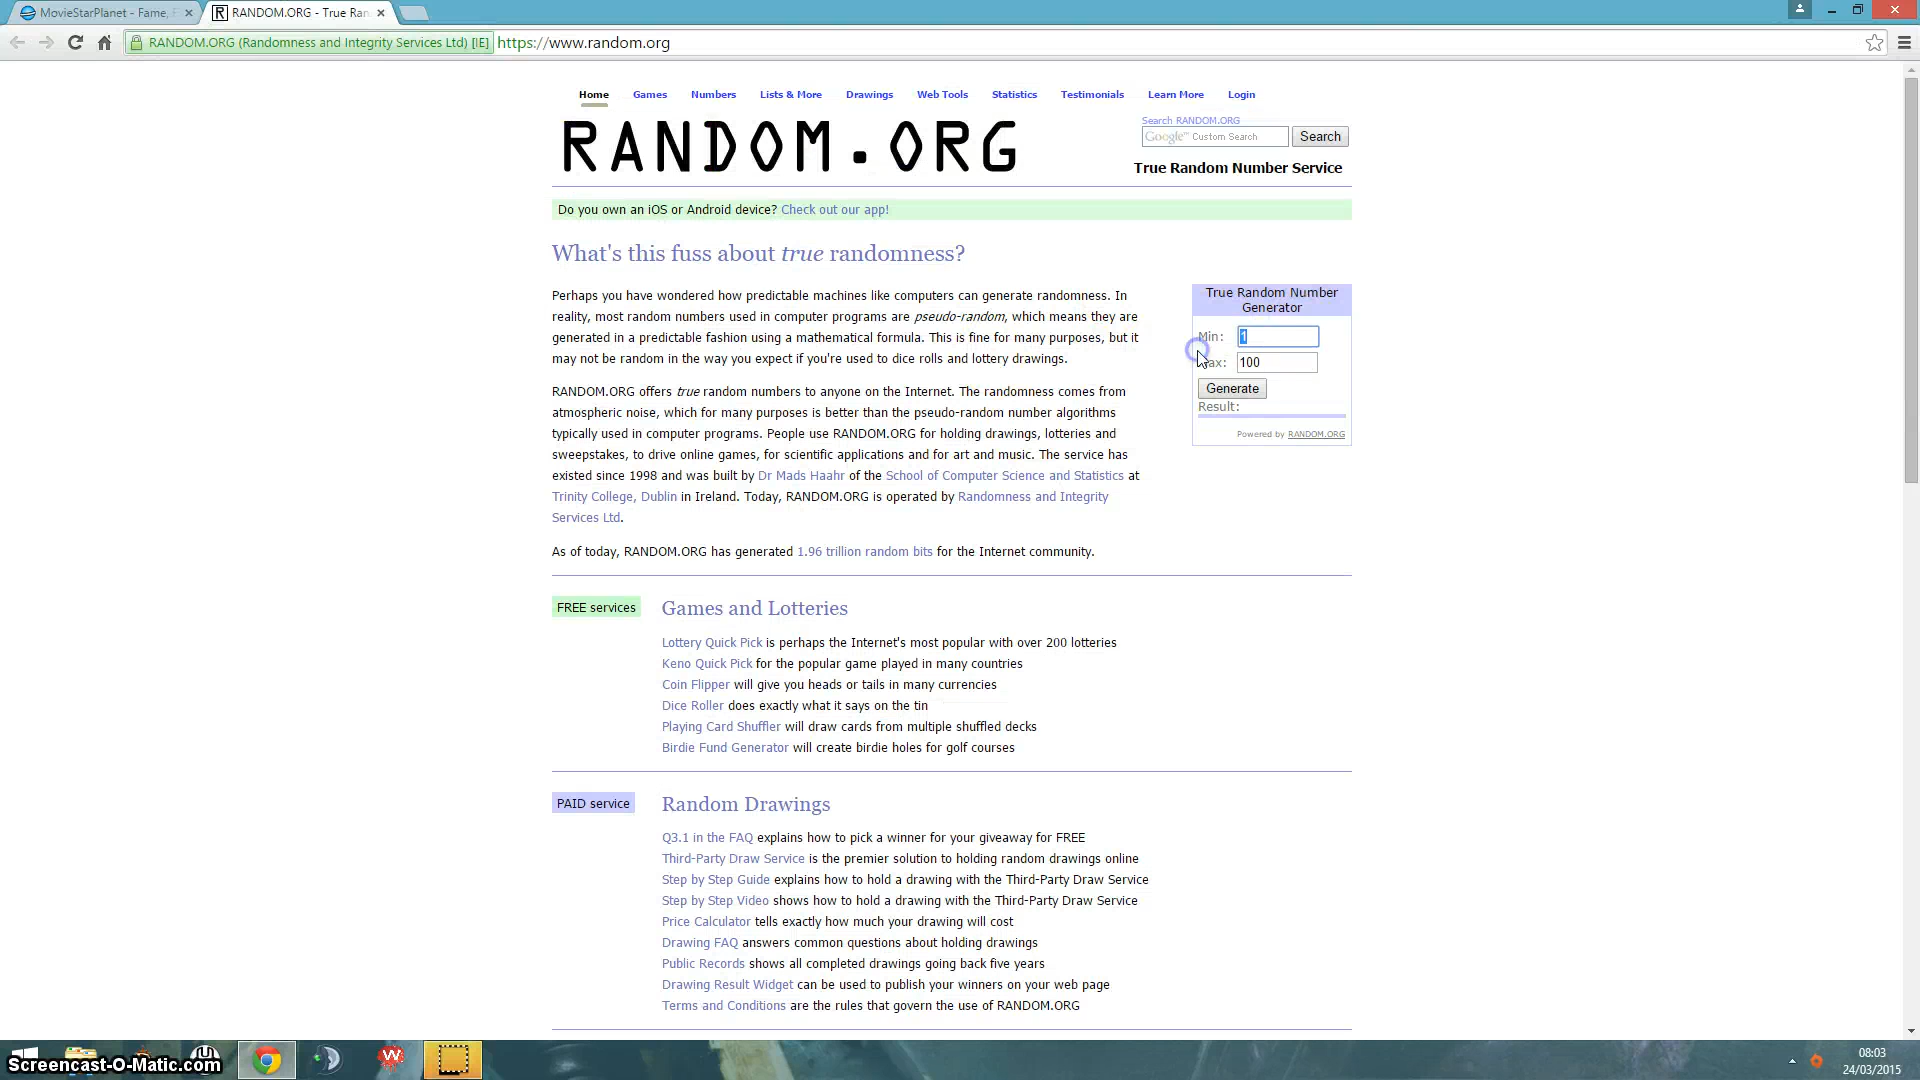 MovieStarPlanet - Fame, F
RANDOM.ORG - True Ran
RANDOM.ORG (Randomness and Integrity Services Ltd) [IE] https://www.random.org
Home Games Numbers Lists & More Drawings Web Tools Statistics Testimonials Learn More Login
RANDOM.ORG
Search RANDOM.ORG
Google™ Custom Search Search
True Random Number Service
Do you own an iOS or Android device? Check out our app!
What's this fuss about true randomness?
Perhaps you have wondered how predictable machines like computers can generate randomness. In
reality, most random numbers used in computer programs are pseudo-random, which means they are
generated in a predictable fashion using a mathematical formula. This is fine for many purposes, but it
may not be random in the way you expect if you're used to dice rolls and lottery drawings.
RANDOM.ORG offers true random numbers to anyone on the Internet. The randomness comes from
atmospheric noise, which for many purposes is better than the pseudo-random number algorithms
typically used in computer programs. People use RANDOM.ORG for holding drawings, lotteries and
sweepstakes, to drive online games, for scientific applications and for art and music. The service has
existed since 1998 and was built by Dr Mads Haahr of the School of Computer Science and Statistics at
Trinity College, Dublin in Ireland. Today, RANDOM.ORG is operated by Randomness and Integrity
Services Ltd.
As of today, RANDOM.ORG has generated 1.96 trillion random bits for the Internet community.
True Random Number
Generator
Min: 1
Max: 100
Generate
Result:
Powered by RANDOM.ORG
FREE services
Games and Lotteries
Lottery Quick Pick is perhaps the Internet's most popular with over 200 lotteries
Keno Quick Pick for the popular game played in many countries
Coin Flipper will give you heads or tails in many currencies
Dice Roller does exactly what it says on the tin
Playing Card Shuffler will draw cards from multiple shuffled decks
Birdie Fund Generator will create birdie holes for golf courses
PAID service
Random Drawings
Q3.1 in the FAQ explains how to pick a winner for your giveaway for FREE
Third-Party Draw Service is the premier solution to holding random drawings online
Step by Step Guide explains how to hold a drawing with the Third-Party Draw Service
Step by Step Video shows how to hold a drawing with the Third-Party Draw Service
Price Calculator tells exactly how much your drawing will cost
Drawing FAQ answers common questions about holding drawings
Public Records shows all completed drawings going back five years
Drawing Result Widget can be used to publish your winners on your web page
Terms and Conditions are the rules that govern the use of RANDOM.ORG
Screencast-O-Matic.com
08:03
24/03/2015